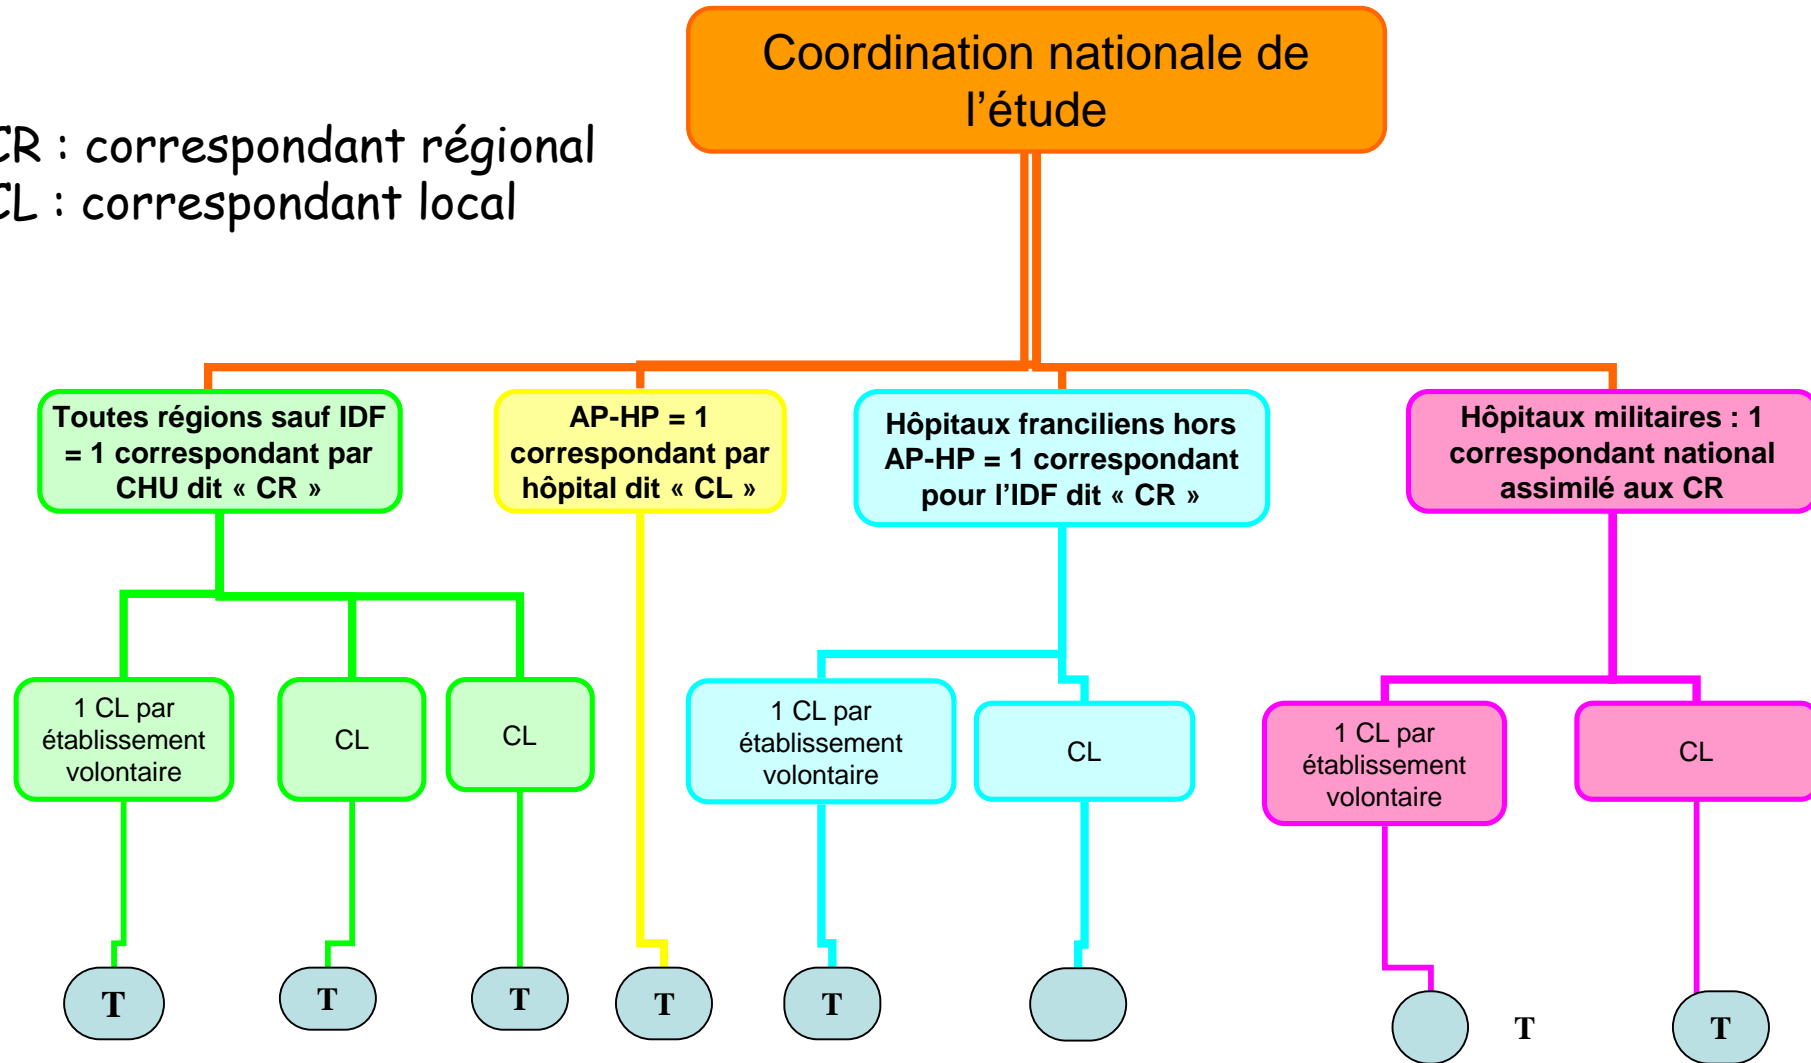 Coordination nationale de
l’étude
CR : correspondant régional
CL : correspondant local
Toutes régions sauf IDF
= 1 correspondant par
CHU dit « CR »
AP-HP = 1
correspondant par
hôpital dit « CL »
Hôpitaux franciliens hors
AP-HP = 1 correspondant
pour l’IDF dit « CR »
Hôpitaux militaires : 1
correspondant national
assimilé aux CR
1 CL par
établissement
volontaire
CL
CL
1 CL par
établissement
volontaire
CL
1 CL par
établissement
volontaire
CL
T
T
T
T
T
T
T